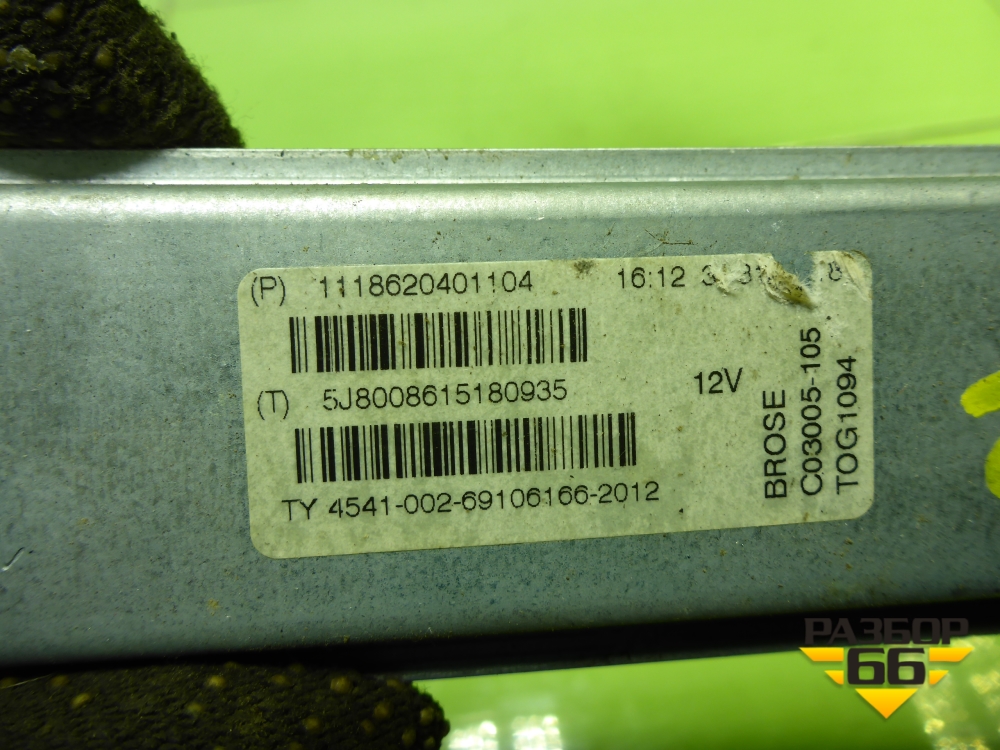 (P) 1118620401104 16:12
(T) 5J8008615180935
12V
TY 4541-002-69106166-2012
BROSE
C03005-105
TOG1094
РАЗБОР
66